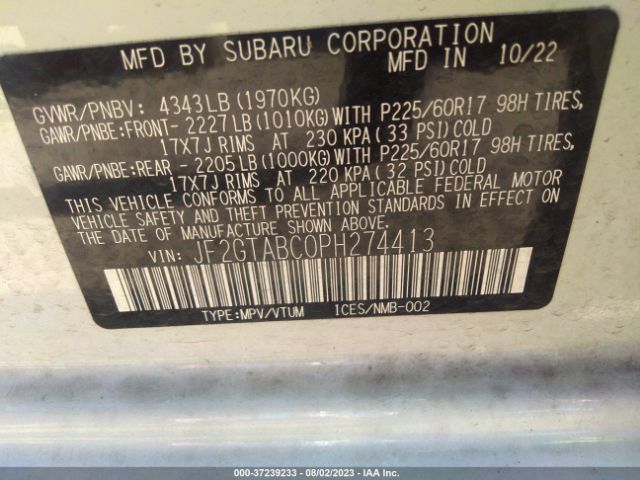 MFD BY SUBARU CORPORATION
MFD IN 10/22
GVWR/PNBV: 4343LB(1970KG)
GAWR/PNBE:FRONT- 2227LB(1010KG)WITH P225/60R17 98H TIRES,
17X7J RIMS AT 230 KPA(33 PSI)COLD
GAWR/PNBE:REAR - 2205LB(1000KG)WITH P225/60R17 98H TIRES,
17X7J RIMS AT 220 KPA(32 PSI)COLD
THIS VEHICLE CONFORMS TO ALL APPLICABLE FEDERAL MOTOR
VEHICLE SAFETY AND THEFT PREVENTION STANDARDS IN EFFECT ON
THE DATE OF MANUFACTURE SHOWN ABOVE.
VIN: JF2GTABC0PH274413
TYPE:MPV/VTUM ICES/NMB-002
000-37239233 - 08/02/2023 - IAA Inc.